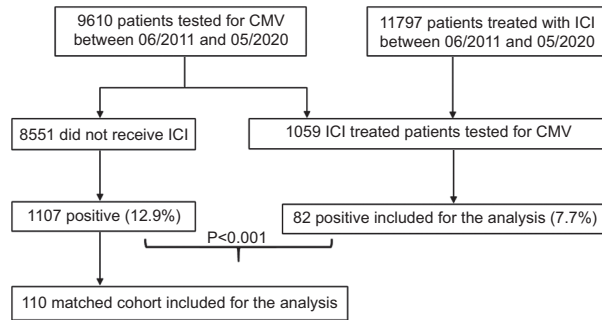 9610 patients tested for CMV
between 06/2011 and 05/2020
11797 patients treated with ICI
between 06/2011 and 05/2020
8551 did not receive ICI
1059 ICI treated patients tested for CMV
1107 positive (12.9%)
82 positive included for the analysis (7.7%)
P<0.001
110 matched cohort included for the analysis